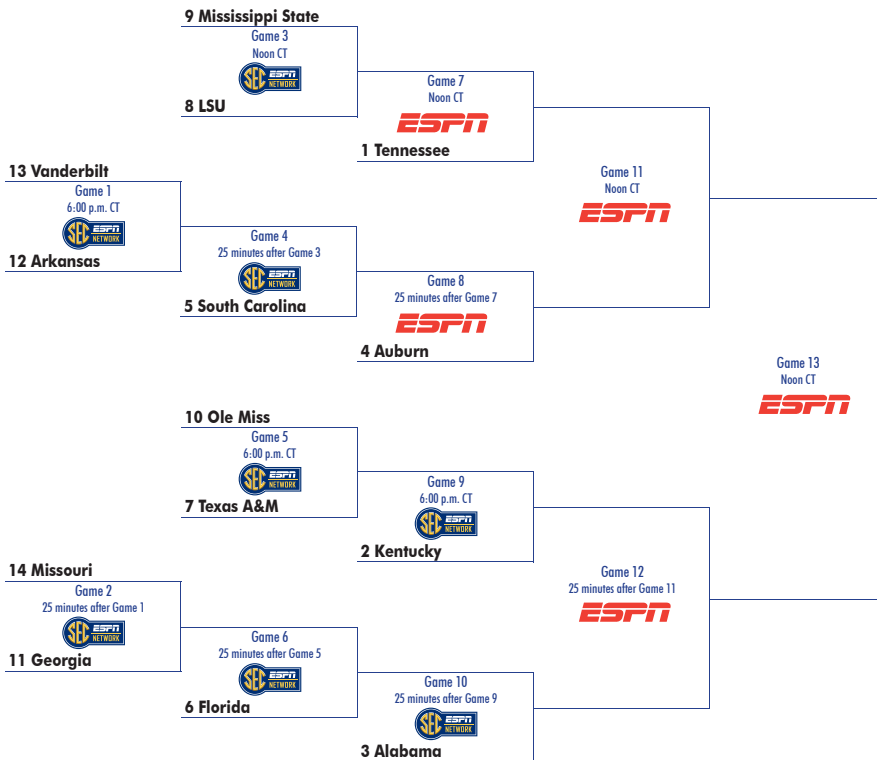 9 Mississippi State
Game 3
Noon CT
SEC ESPN NETWORK
8 LSU
Game 7
Noon CT
ESPN
1 Tennessee
13 Vanderbilt
Game 1
6:00 p.m. CT
SEC ESPN NETWORK
12 Arkansas
Game 4
25 minutes after Game 3
SEC ESPN NETWORK
5 South Carolina
Game 8
25 minutes after Game 7
ESPN
4 Auburn
Game 11
Noon CT
ESPN
Game 13
Noon CT
ESPN
10 Ole Miss
Game 5
6:00 p.m. CT
SEC ESPN NETWORK
7 Texas A&M
Game 9
6:00 p.m. CT
SEC ESPN NETWORK
2 Kentucky
14 Missouri
Game 2
25 minutes after Game 1
SEC ESPN NETWORK
11 Georgia
Game 6
25 minutes after Game 5
SEC ESPN NETWORK
6 Florida
Game 10
25 minutes after Game 9
SEC ESPN NETWORK
3 Alabama
Game 12
25 minutes after Game 11
ESPN